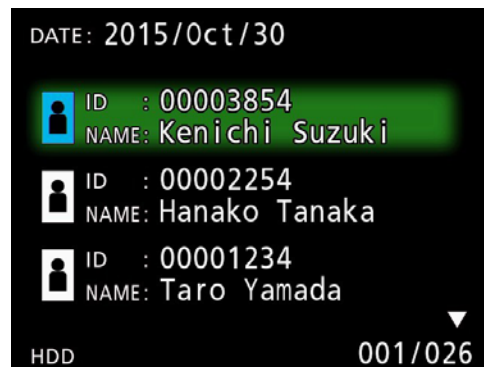 DATE: 2015/Oct/30
ID : 00003854
NAME: Kenichi Suzuki
ID : 00002254
NAME: Hanako Tanaka
ID : 00001234
NAME: Taro Yamada
HDD 001/026